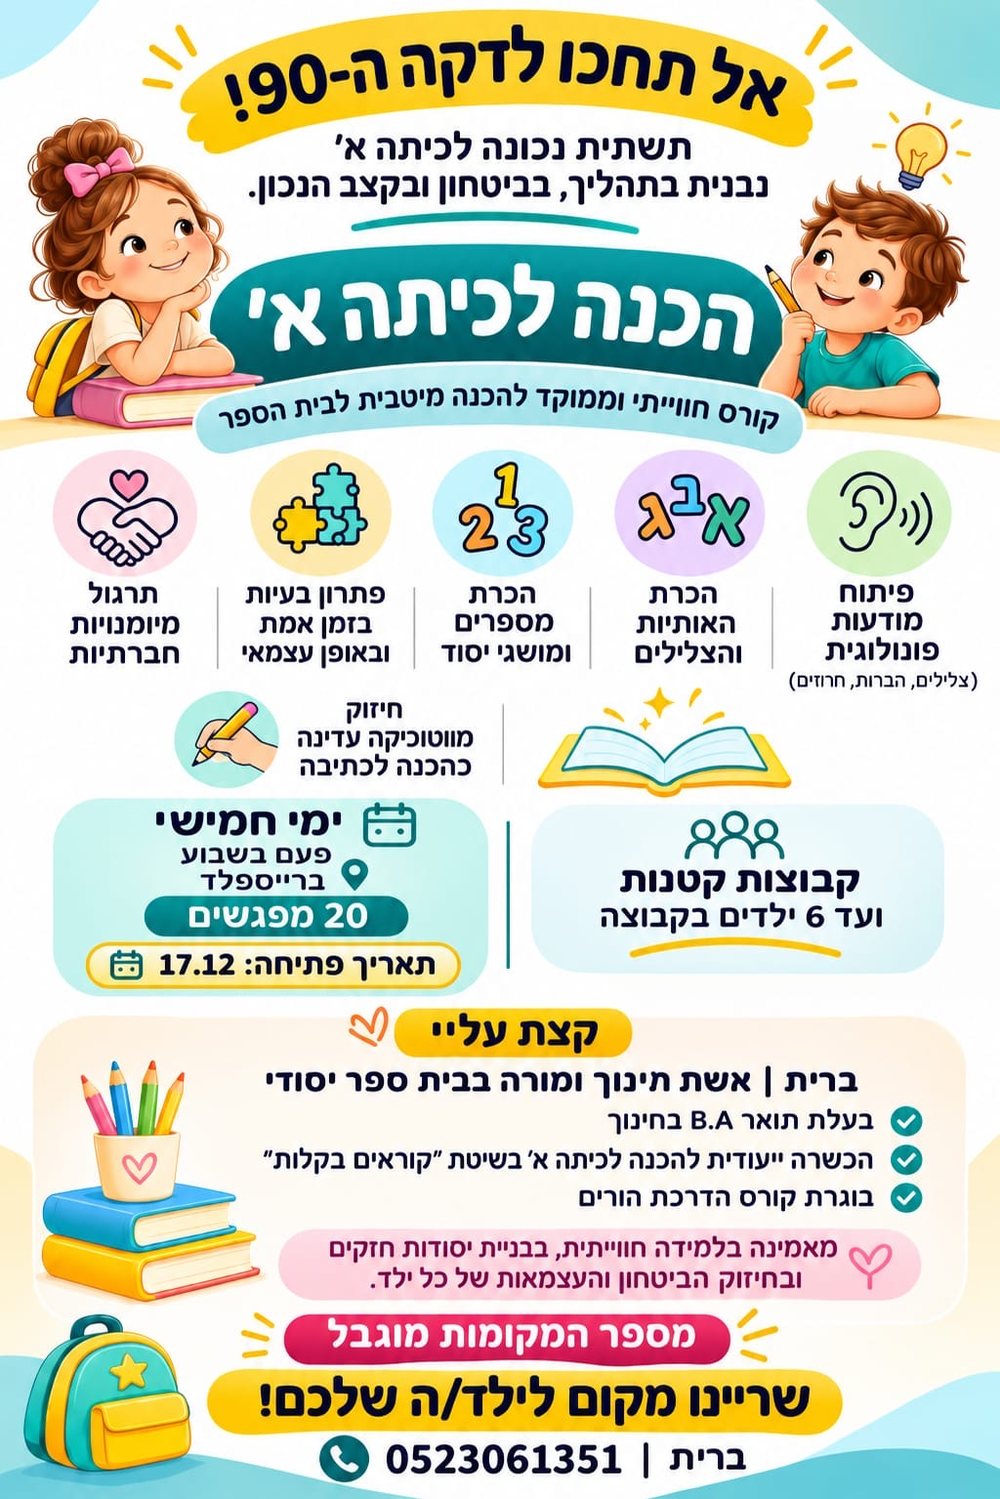 אל תחכו לדקה ה-90!
תשתית נכונה לכיתה א'
נבנית בתהליך, בביטחון ובקצב הנכון.
הכנה לכיתה א'
קורס חווייתי וממוקד להכנה מיטבית לבית הספר
פיתוח
מודעות
פונולוגית
(צלילים, הברות, חרוזים)
א ב ג
הכרת
האותיות
והצלילים
1 2 3
הכרת
מספרים
ומושגי יסוד
פתרון בעיות
בזמן אמת
ובאופן עצמאי
תרגול
מיומנויות
חברתיות
חיזוק
מווטוכיקה עדינה
כהכנה לכתיבה
קבוצות קטנות
ועד 6 ילדים בקבוצה
ימי חמישי
פעם בשבוע
ברייספלד
20 מפגשים
תאריך פתיחה: 17.12
קצת עליי
ברית | אשת חינוך ומורה בבית ספר יסודי
בעלת תואר B.A בחינוך
הכשרה ייעודית להכנה לכיתה א' בשיטת "קוראים בקלות"
בוגרת קורס הדרכת הורים
מאמינה בלמידה חווייתית, בבניית יסודות חזקים
ובחיזוק הביטחון והעצמאות של כל ילד.
מספר המקומות מוגבל
שריינו מקום לילד/ה שלכם!
ברית | 0523061351